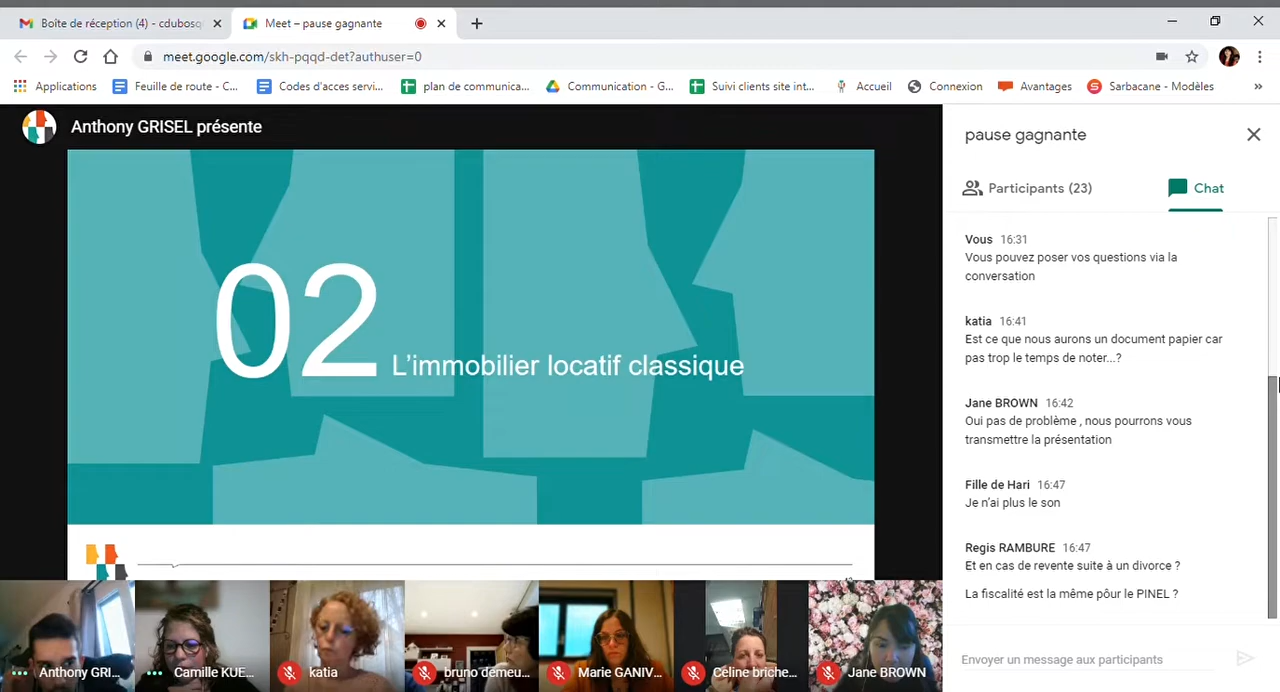 Boîte de réception (4) - cdubosq
Meet – pause gagnante
meet.google.com/skh-pqqd-det?authuser=0
Applications
Feuille de route - C...
Codes d'acces servi...
plan de communica...
Communication - G...
Suivi clients site int...
Accueil
Connexion
Avantages
Sarbacane - Modèles
»
Anthony GRISEL présente
02 L'immobilier locatif classique
pause gagnante
Participants (23)
Chat
Vous 16:31
Vous pouvez poser vos questions via la
conversation
katia 16:41
Est ce que nous aurons un document papier car
pas trop le temps de noter...?
Jane BROWN 16:42
Oui pas de problème , nous pourrons vous
transmettre la présentation
Fille de Hari 16:47
Je n'ai plus le son
Regis RAMBURE 16:47
Et en cas de revente suite à un divorce ?
La fiscalité est la même pôur le PINEL ?
Envoyer un message aux participants
Anthony GRI...
Camille KUE...
katia
bruno demeu...
Marie GANIV...
Celine briche...
Jane BROWN